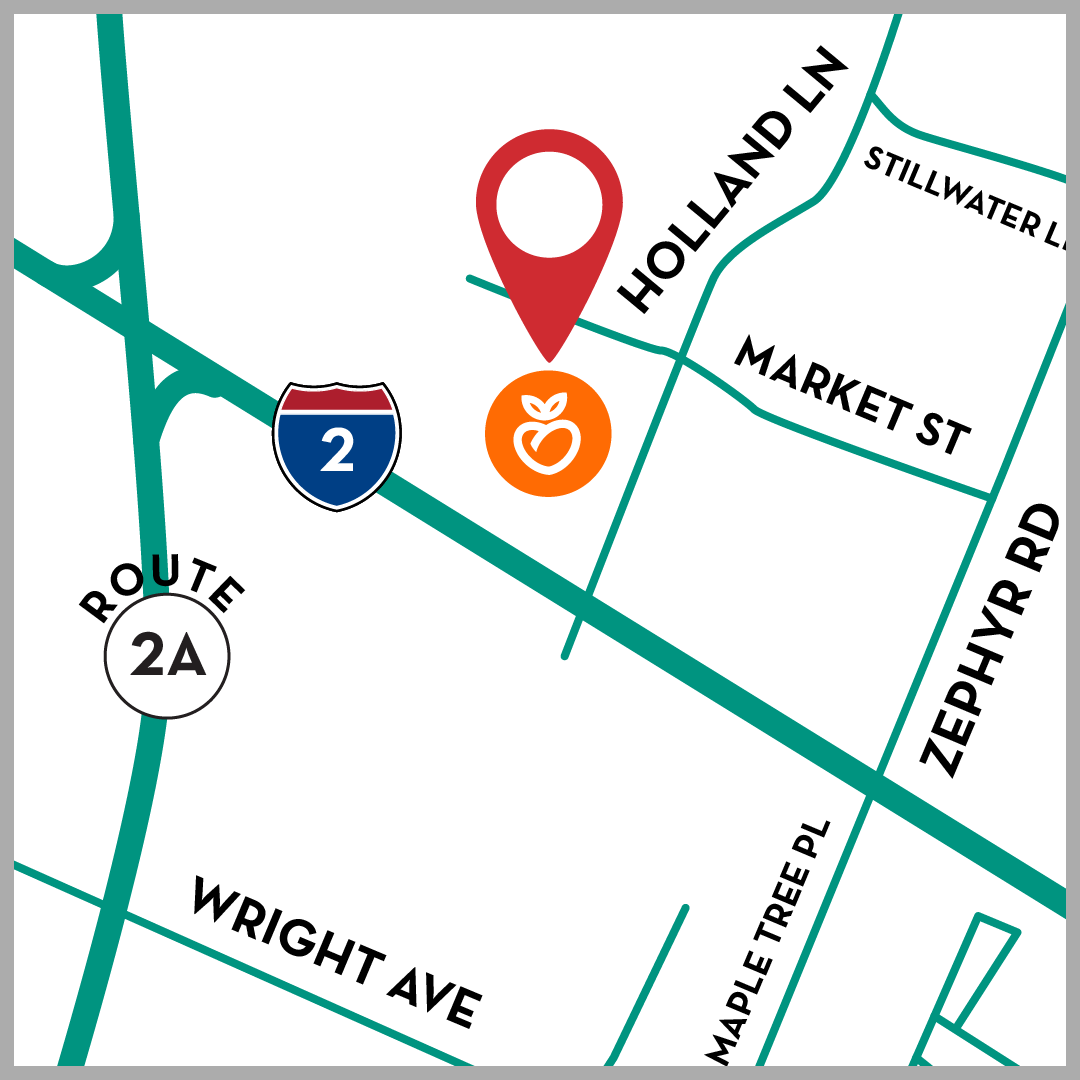 HOLLAND LN
STILLWATER L
MARKET ST
2
ROUTE
2A
ZEPHYR RD
MAPLE TREE PL
WRIGHT AVE